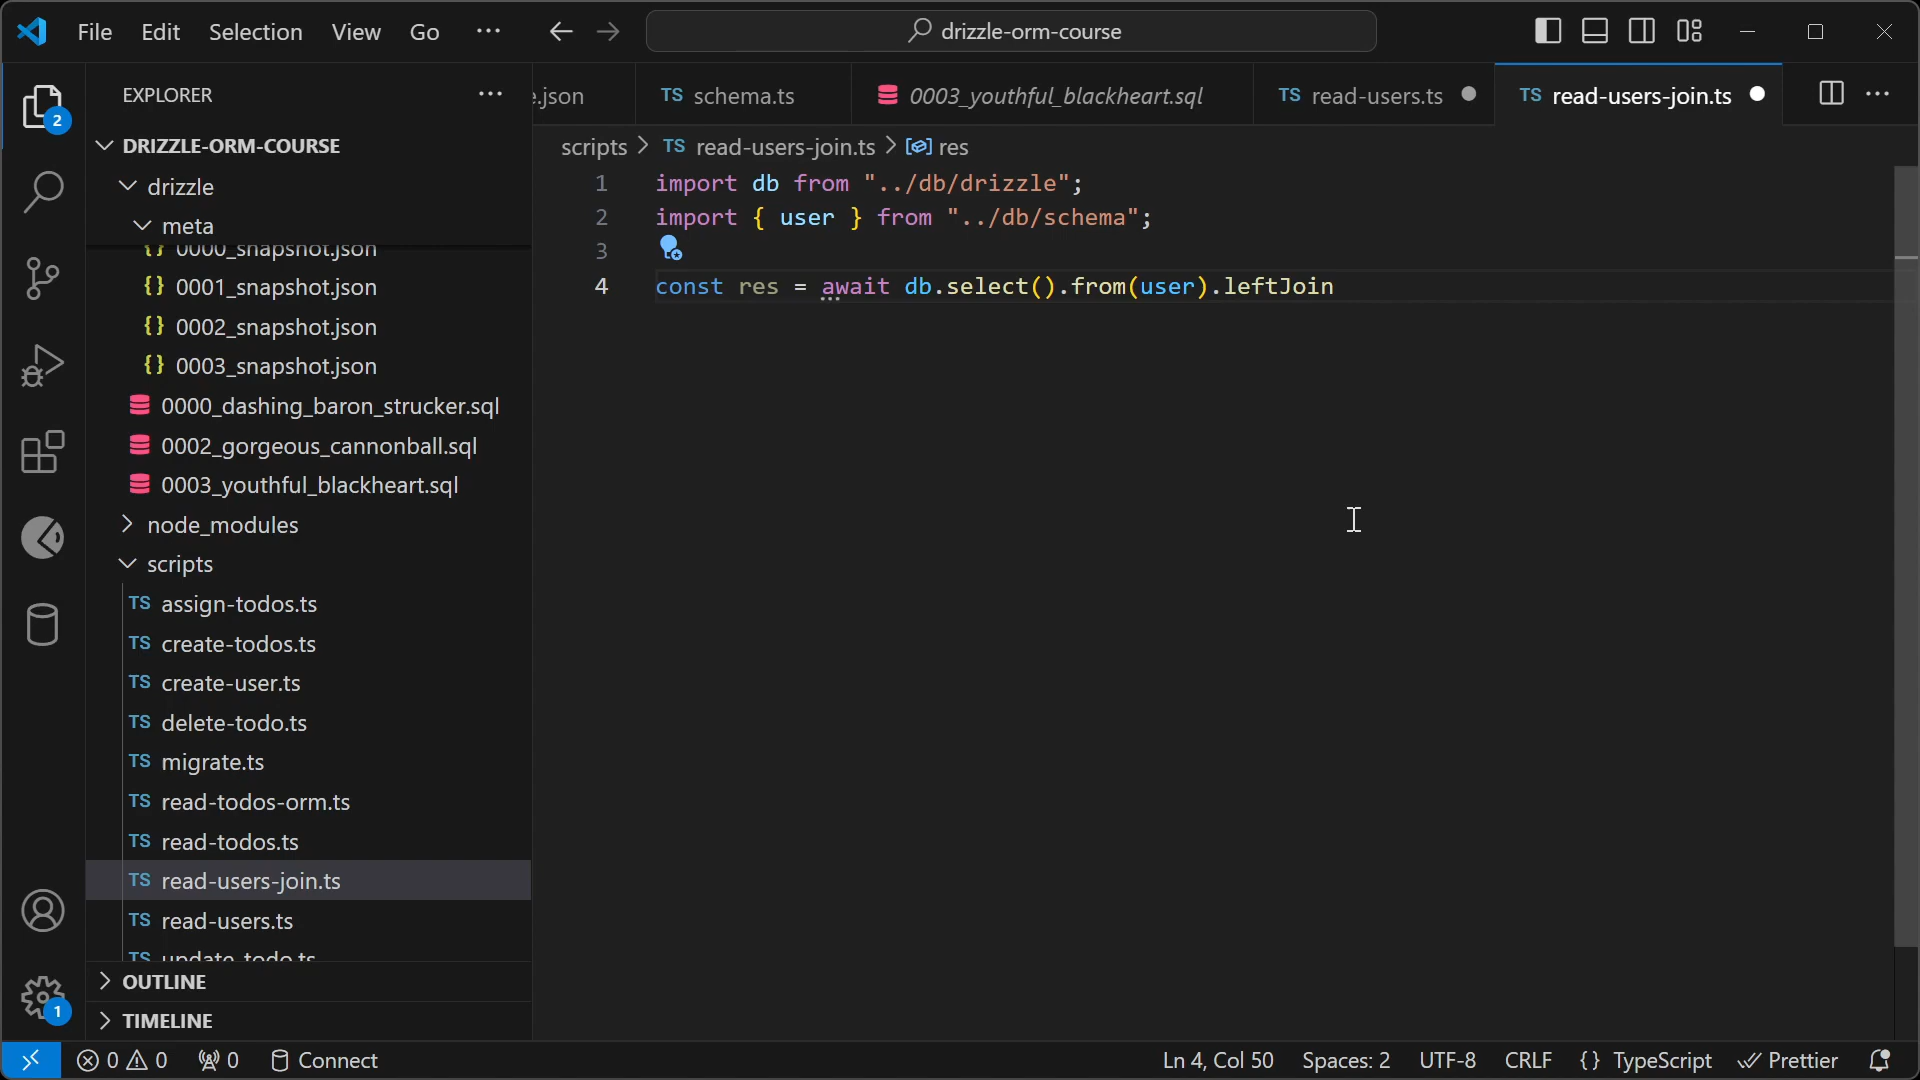 File Edit Selection View Go ··· drizzle-orm-course
EXPLORER ···
DRIZZLE-ORM-COURSE
drizzle
meta
{} 0000_snapshot.json
{} 0001_snapshot.json
{} 0002_snapshot.json
{} 0003_snapshot.json
0000_dashing_baron_strucker.sql
0002_gorgeous_cannonball.sql
0003_youthful_blackheart.sql
node_modules
scripts
TS assign-todos.ts
TS create-todos.ts
TS create-user.ts
TS delete-todo.ts
TS migrate.ts
TS read-todos-orm.ts
TS read-todos.ts
TS read-users-join.ts
TS read-users.ts
TS update-todo.ts
OUTLINE
TIMELINE
2
1
e.json TS schema.ts 0003_youthful_blackheart.sql TS read-users.ts TS read-users-join.ts ···
scripts > TS read-users-join.ts > res
1 import db from "../db/drizzle";
2 import { user } from "../db/schema";
3
4 const res = await db.select().from(user).leftJoin
0 0 0 Connect Ln 4, Col 50 Spaces: 2 UTF-8 CRLF {} TypeScript Prettier